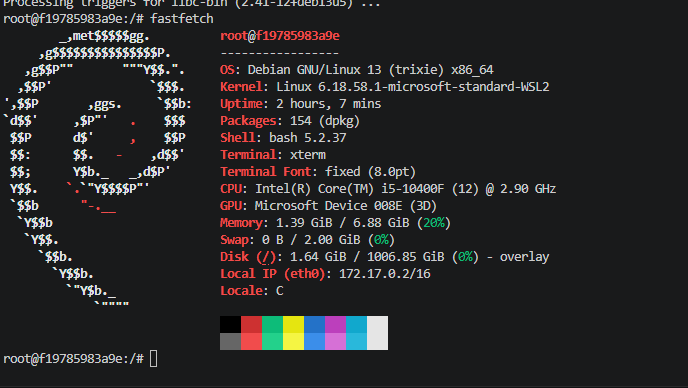 Processing triggers for libc-bin (2.41-12+deb13u5) ...
root@f19785983a9e:/# fastfetch
root@f19785983a9e
-----------------
OS: Debian GNU/Linux 13 (trixie) x86_64
Kernel: Linux 6.18.58.1-microsoft-standard-WSL2
Uptime: 2 hours, 7 mins
Packages: 154 (dpkg)
Shell: bash 5.2.37
Terminal: xterm
Terminal Font: fixed (8.0pt)
CPU: Intel(R) Core(TM) i5-10400F (12) @ 2.90 GHz
GPU: Microsoft Device 008E (3D)
Memory: 1.39 GiB / 6.88 GiB (20%)
Swap: 0 B / 2.00 GiB (0%)
Disk (/): 1.64 GiB / 1006.85 GiB (0%) - overlay
Local IP (eth0): 172.17.0.2/16
Locale: C
root@f19785983a9e:/#